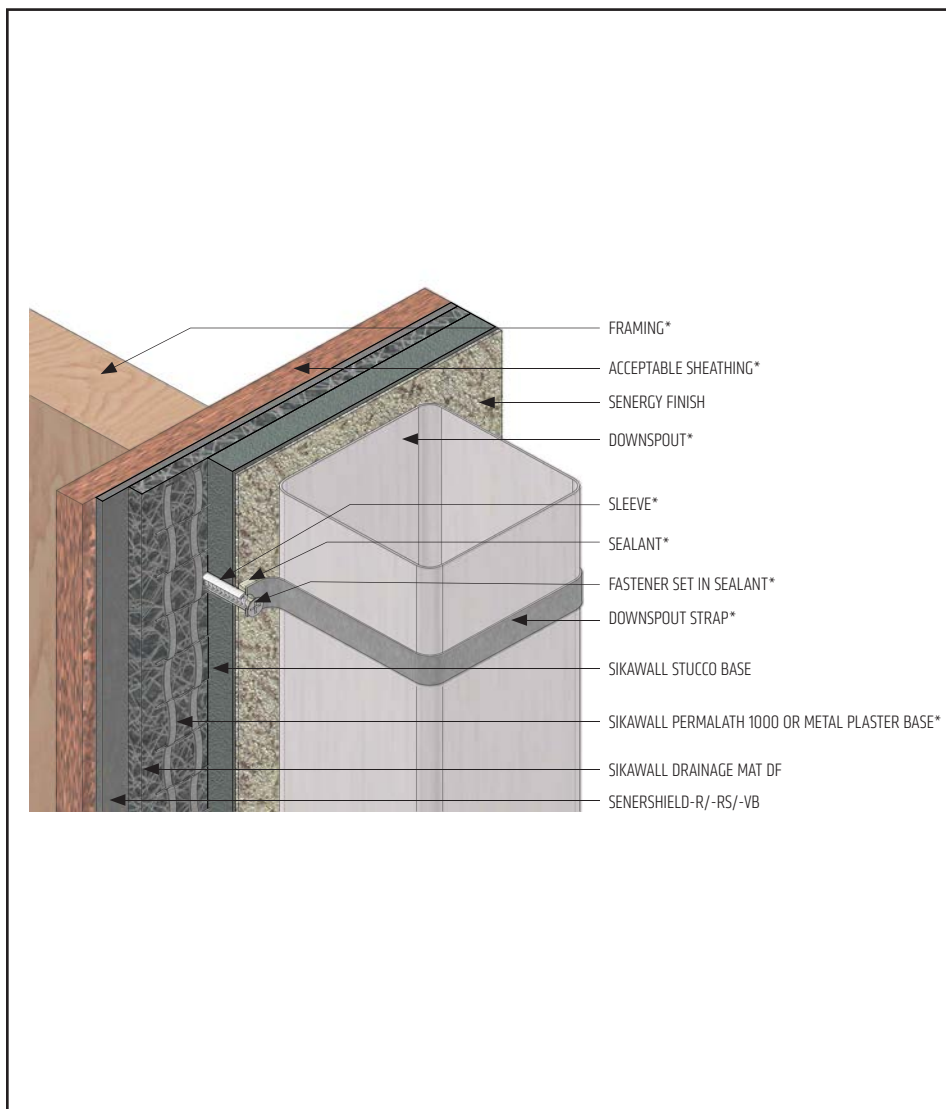 FRAMING*
ACCEPTABLE SHEATHING*
SENERGY FINISH
DOWNSPOUT*
SLEEVE*
SEALANT*
FASTENER SET IN SEALANT*
DOWNSPOUT STRAP*
SIKAWALL STUCCO BASE
SIKAWALL PERMALATH 1000 OR METAL PLASTER BASE*
SIKAWALL DRAINAGE MAT DF
SENERSHIELD-R/-RS/-VB